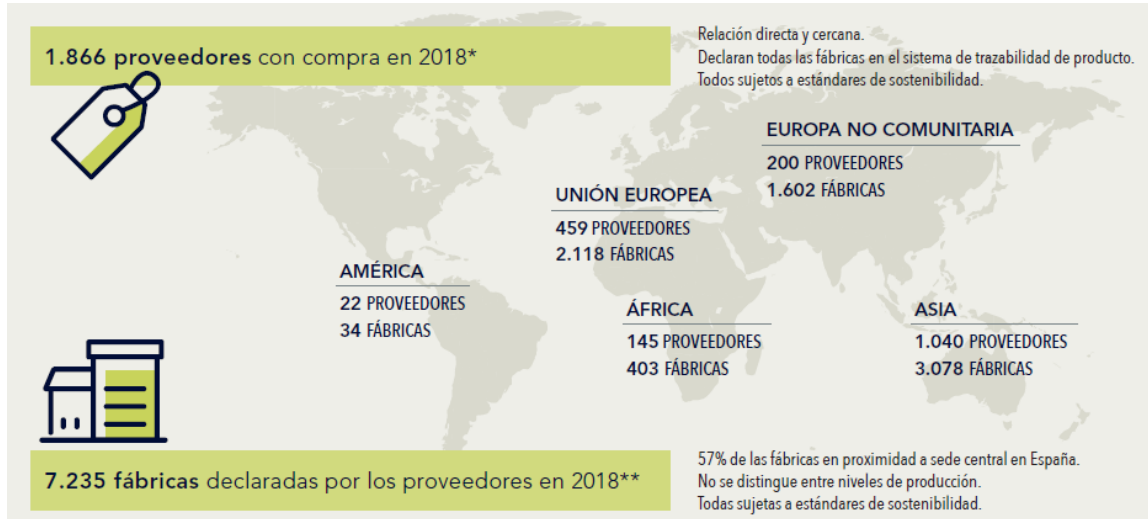 1.866 proveedores con compra en 2018*
Relación directa y cercana.
Declaran todas las fábricas en el sistema de trazabilidad de producto.
Todos sujetos a estándares de sostenibilidad.
EUROPA NO COMUNITARIA
200 PROVEEDORES
1.602 FÁBRICAS
UNIÓN EUROPEA
459 PROVEEDORES
2.118 FÁBRICAS
AMÉRICA
22 PROVEEDORES
34 FÁBRICAS
ÁFRICA
145 PROVEEDORES
403 FÁBRICAS
ASIA
1.040 PROVEEDORES
3.078 FÁBRICAS
7.235 fábricas declaradas por los proveedores en 2018**
57% de las fábricas en proximidad a sede central en España.
No se distingue entre niveles de producción.
Todas sujetas a estándares de sostenibilidad.